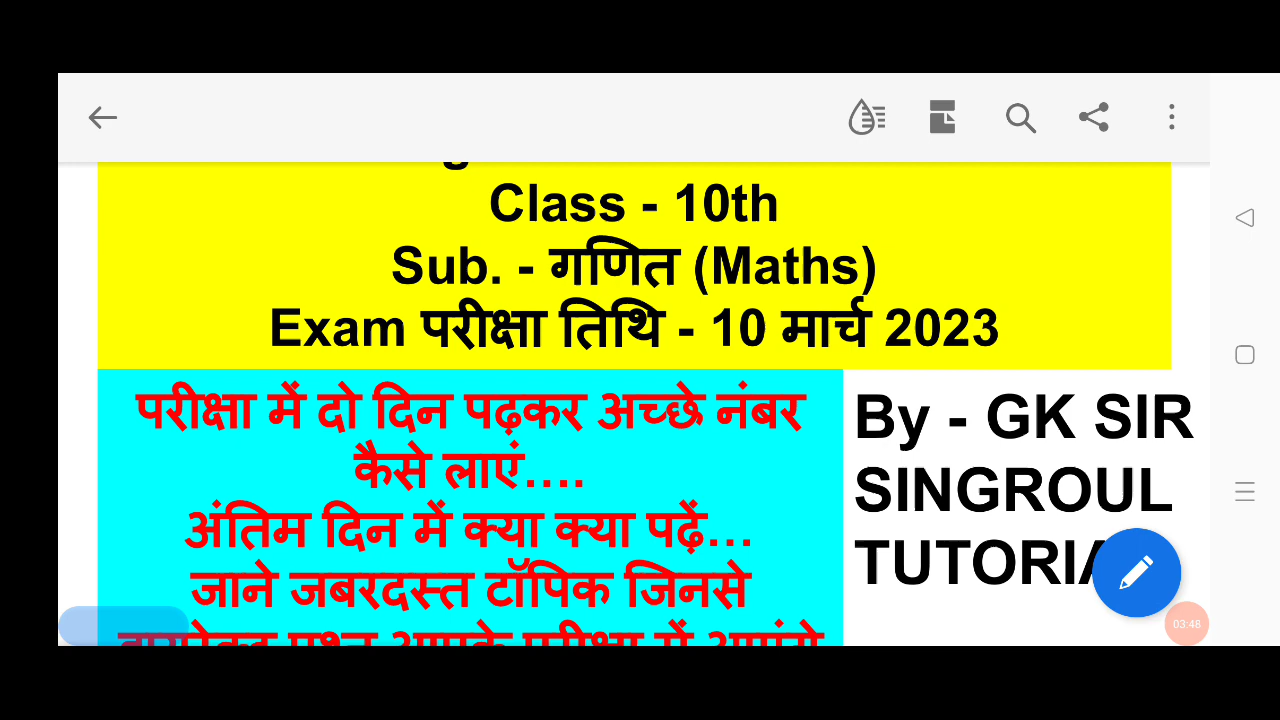 Class - 10th
Sub. - गणित (Maths)
Exam परीक्षा तिथि - 10 मार्च 2023
परीक्षा में दो दिन पढ़कर अच्छे नंबर
कैसे लाएं....
अंतिम दिन में क्या क्या पढ़ें...
जाने जबरदस्त टॉपिक जिनसे
By - GK SIR
SINGROUL
03:48